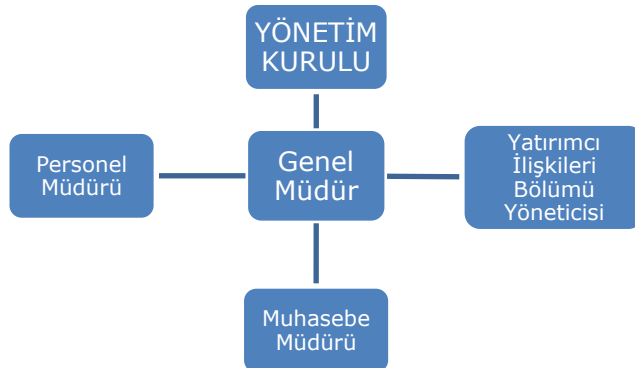 YÖNETİM
KURULU
Personel
Müdürü
Genel
Müdür
Yatırımcı
İlişkileri
Bölümü
Yöneticisi
Muhasebe
Müdürü